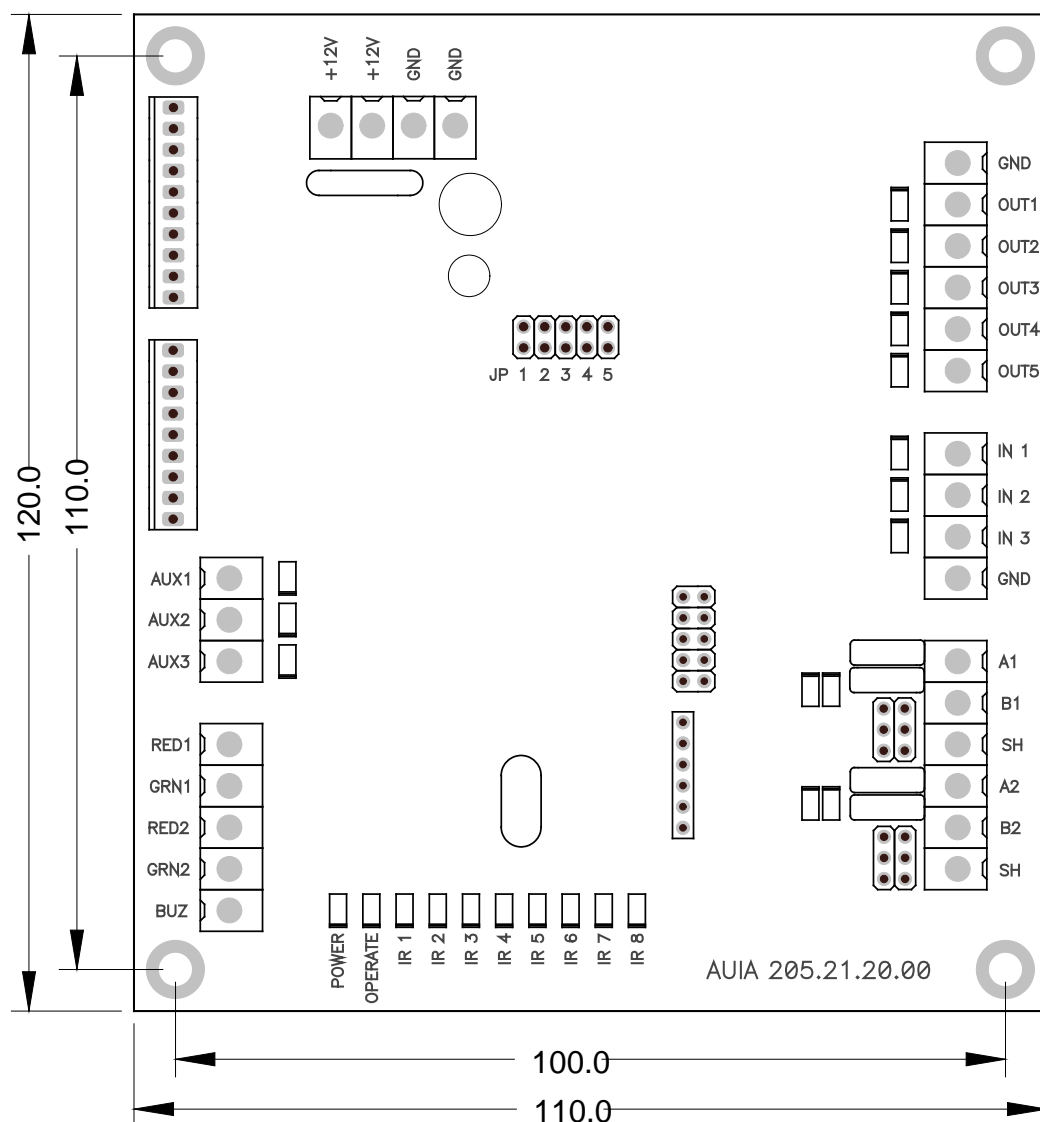 +12V
+12V
GND
GND
GND
OUT1
OUT2
OUT3
OUT4
OUT5
JP 1 2 3 4 5
IN 1
IN 2
IN 3
GND
120.0
110.0
AUX1
AUX2
AUX3
A1
B1
SH
A2
B2
SH
RED1
GRN1
RED2
GRN2
BUZ
POWER
OPERATE
IR 1
IR 2
IR 3
IR 4
IR 5
IR 6
IR 7
IR 8
AUIA 205.21.20.00
100.0
110.0